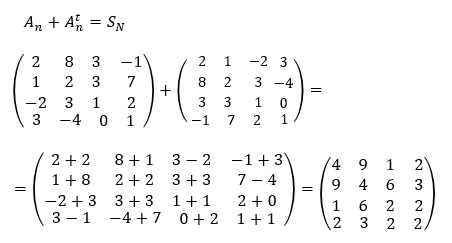 Aₙ + Aₙᵗ = S_N
( 2 8 3 −1 ) + ( 2 1 −2 3 ) =
( 1 2 3 7 ) ( 8 2 3 −4 )
( −2 3 1 2 ) ( 3 3 1 0 )
( 3 −4 0 1 ) ( −1 7 2 1 )
= ( 2 + 2 8 + 1 3 − 2 −1 + 3 ) = ( 4 9 1 2 )
( 1 + 8 2 + 2 3 + 3 7 − 4 ) ( 9 4 6 3 )
( −2 + 3 3 + 3 1 + 1 2 + 0 ) ( 1 6 2 2 )
( 3 − 1 −4 + 7 0 + 2 1 + 1 ) ( 2 3 2 2 )